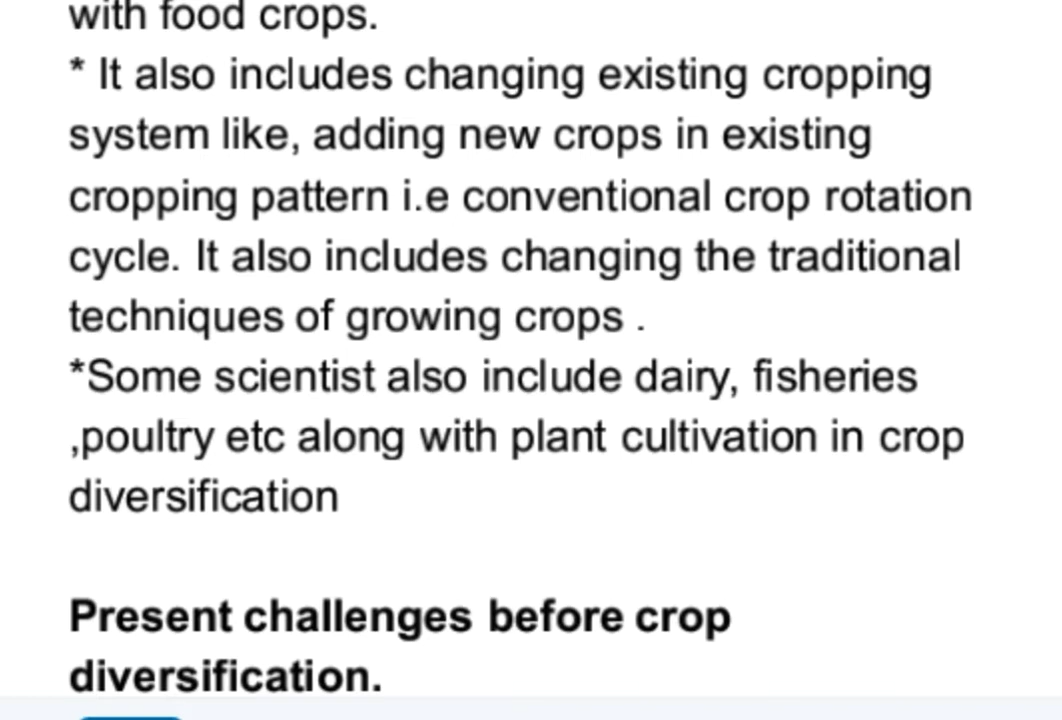 with food crops.
* It also includes changing existing cropping
system like, adding new crops in existing
cropping pattern i.e conventional crop rotation
cycle. It also includes changing the traditional
techniques of growing crops .
*Some scientist also include dairy, fisheries
,poultry etc along with plant cultivation in crop
diversification
Present challenges before crop
diversification.